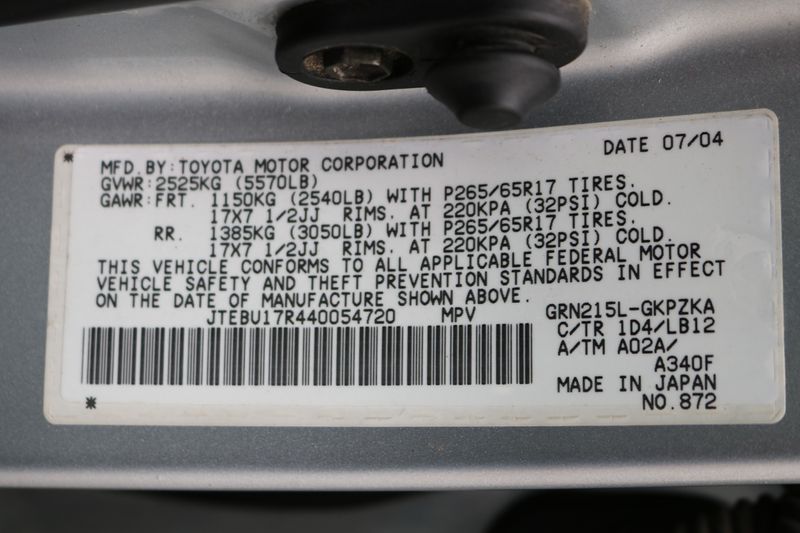 DATE 07/04
MFD.BY:TOYOTA MOTOR CORPORATION
GVWR:2525KG (5570LB)
GAWR:FRT. 1150KG (2540LB) WITH P265/65R17 TIRES.
17X7 1/2JJ RIMS. AT 220KPA (32PSI) COLD.
RR. 1385KG (3050LB) WITH P265/65R17 TIRES.
17X7 1/2JJ RIMS. AT 220KPA (32PSI) COLD.
THIS VEHICLE CONFORMS TO ALL APPLICABLE FEDERAL MOTOR
VEHICLE SAFETY AND THEFT PREVENTION STANDARDS IN EFFECT
ON THE DATE OF MANUFACTURE SHOWN ABOVE.
JTEBU17R440054720 MPV GRN215L-GKPZKA
C/TR 1D4/LB12
A/TM A02A/
A340F
MADE IN JAPAN
NO.872